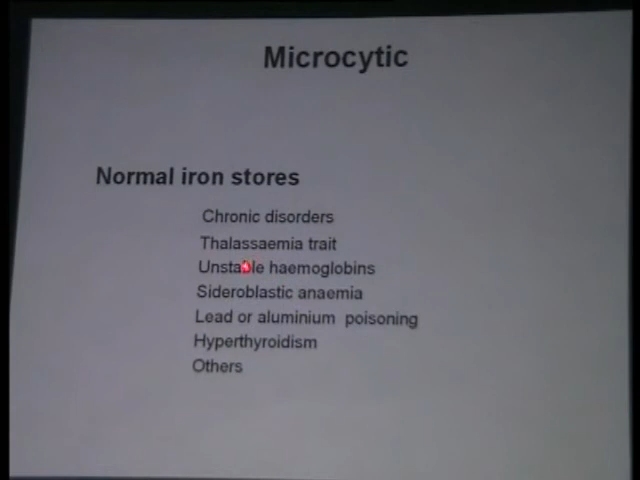 Microcytic
Normal iron stores
Chronic disorders
Thalassaemia trait
Unstable haemoglobins
Sideroblastic anaemia
Lead or aluminium poisoning
Hyperthyroidism
Others